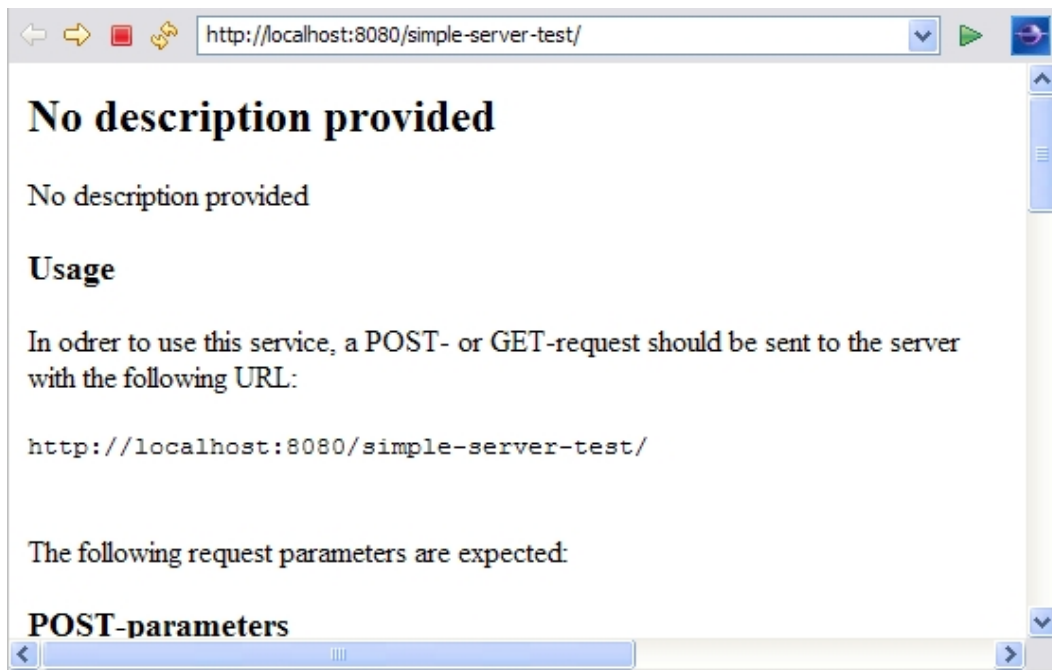 http://localhost:8080/simple-server-test/
No description provided
No description provided
Usage
In odrer to use this service, a POST- or GET-request should be sent to the server
with the following URL:
http://localhost:8080/simple-server-test/
The following request parameters are expected:
POST-parameters